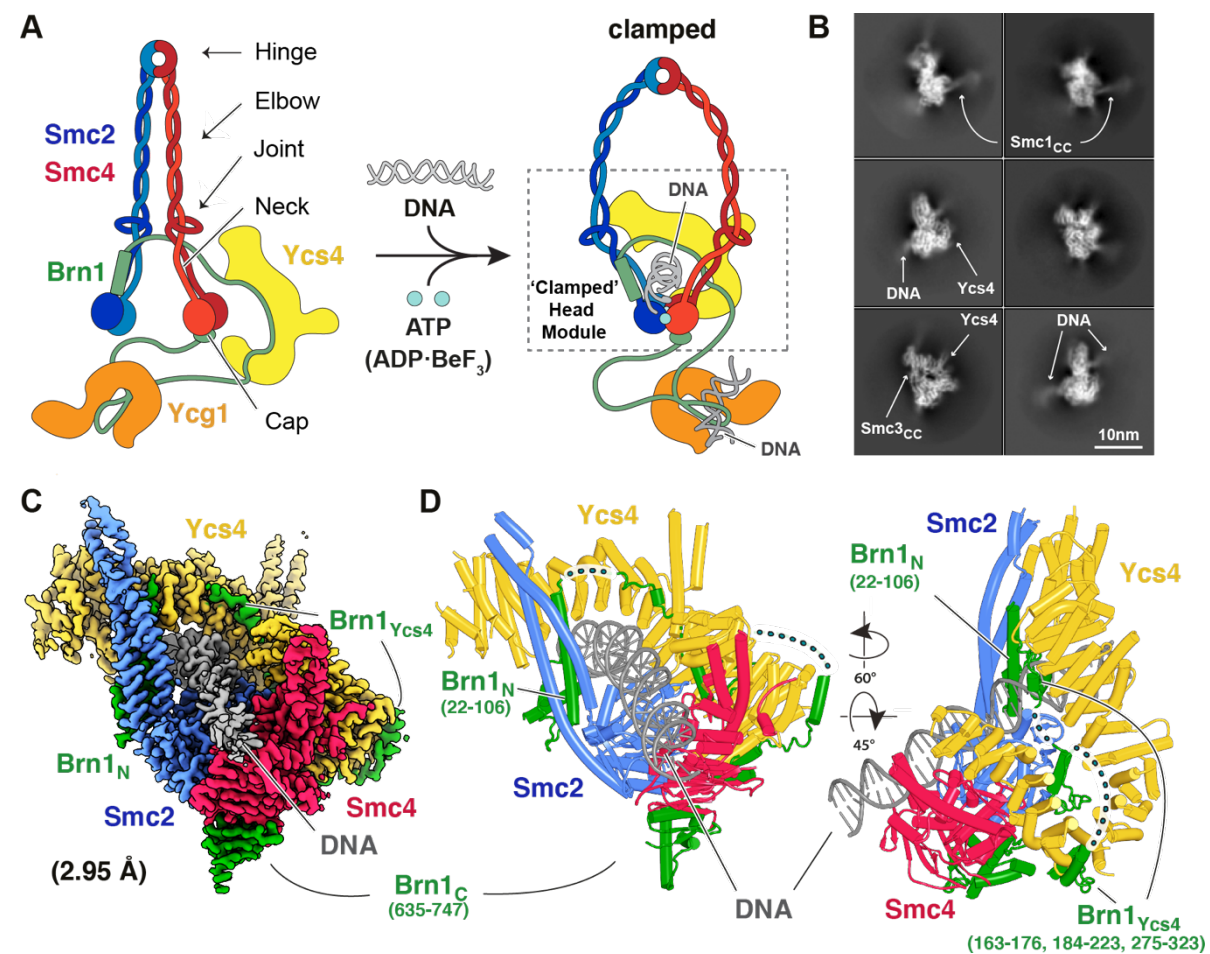 A
Hinge
Elbow
Joint
Neck
Smc2
Smc4
Brn1
Ycs4
Ycg1
Cap
DNA
ATP
(ADP·BeF₃)
clamped
DNA
'Clamped'
Head
Module
DNA
B
Smc1CC
DNA
Ycs4
Ycs4
DNA
Smc3CC
10nm
C
Ycs4
Brn1Ycs4
Brn1N
Smc2
Smc4
DNA
(2.95 Å)
Brn1C
(635-747)
D
Ycs4
Brn1N
(22-106)
Smc2
DNA
60°
45°
Smc2
Brn1N
(22-106)
Ycs4
Smc4
Brn1Ycs4
(163-176, 184-223, 275-323)